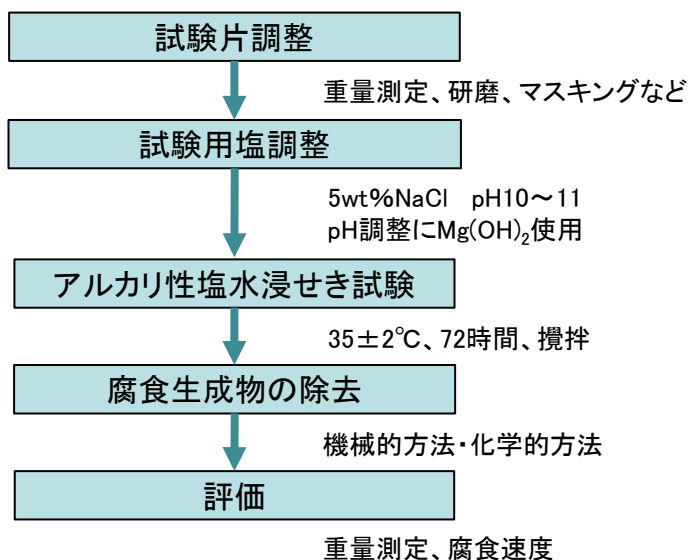 試験片調整
重量測定、研磨、マスキングなど
試験用塩調整
5wt%NaCl pH10～11
pH調整にMg(OH)₂使用
アルカリ性塩水浸せき試験
35±2℃、72時間、攪拌
腐食生成物の除去
機械的方法・化学的方法
評価
重量測定、腐食速度